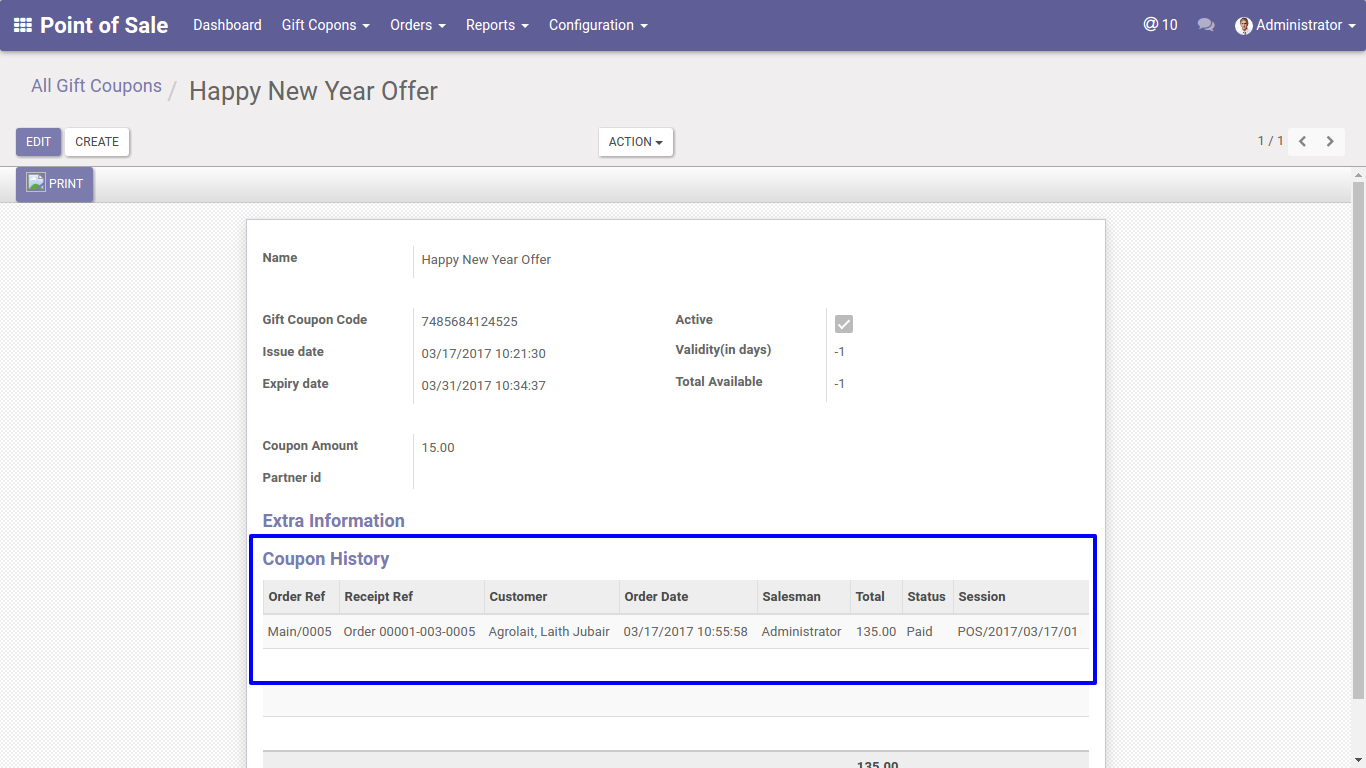 Point of Sale Dashboard Gift Copons Orders Reports Configuration @ 10 Administrator
All Gift Coupons / Happy New Year Offer
EDIT CREATE ACTION 1 / 1
PRINT
Name Happy New Year Offer
Gift Coupon Code 7485684124525 Active
Issue date 03/17/2017 10:21:30 Validity(in days) -1
Expiry date 03/31/2017 10:34:37 Total Available -1
Coupon Amount 15.00
Partner id
Extra Information
Coupon History
Order Ref Receipt Ref Customer Order Date Salesman Total Status Session
Main/0005 Order 00001-003-0005 Agrolait, Laith Jubair 03/17/2017 10:55:58 Administrator 135.00 Paid POS/2017/03/17/01
135.00